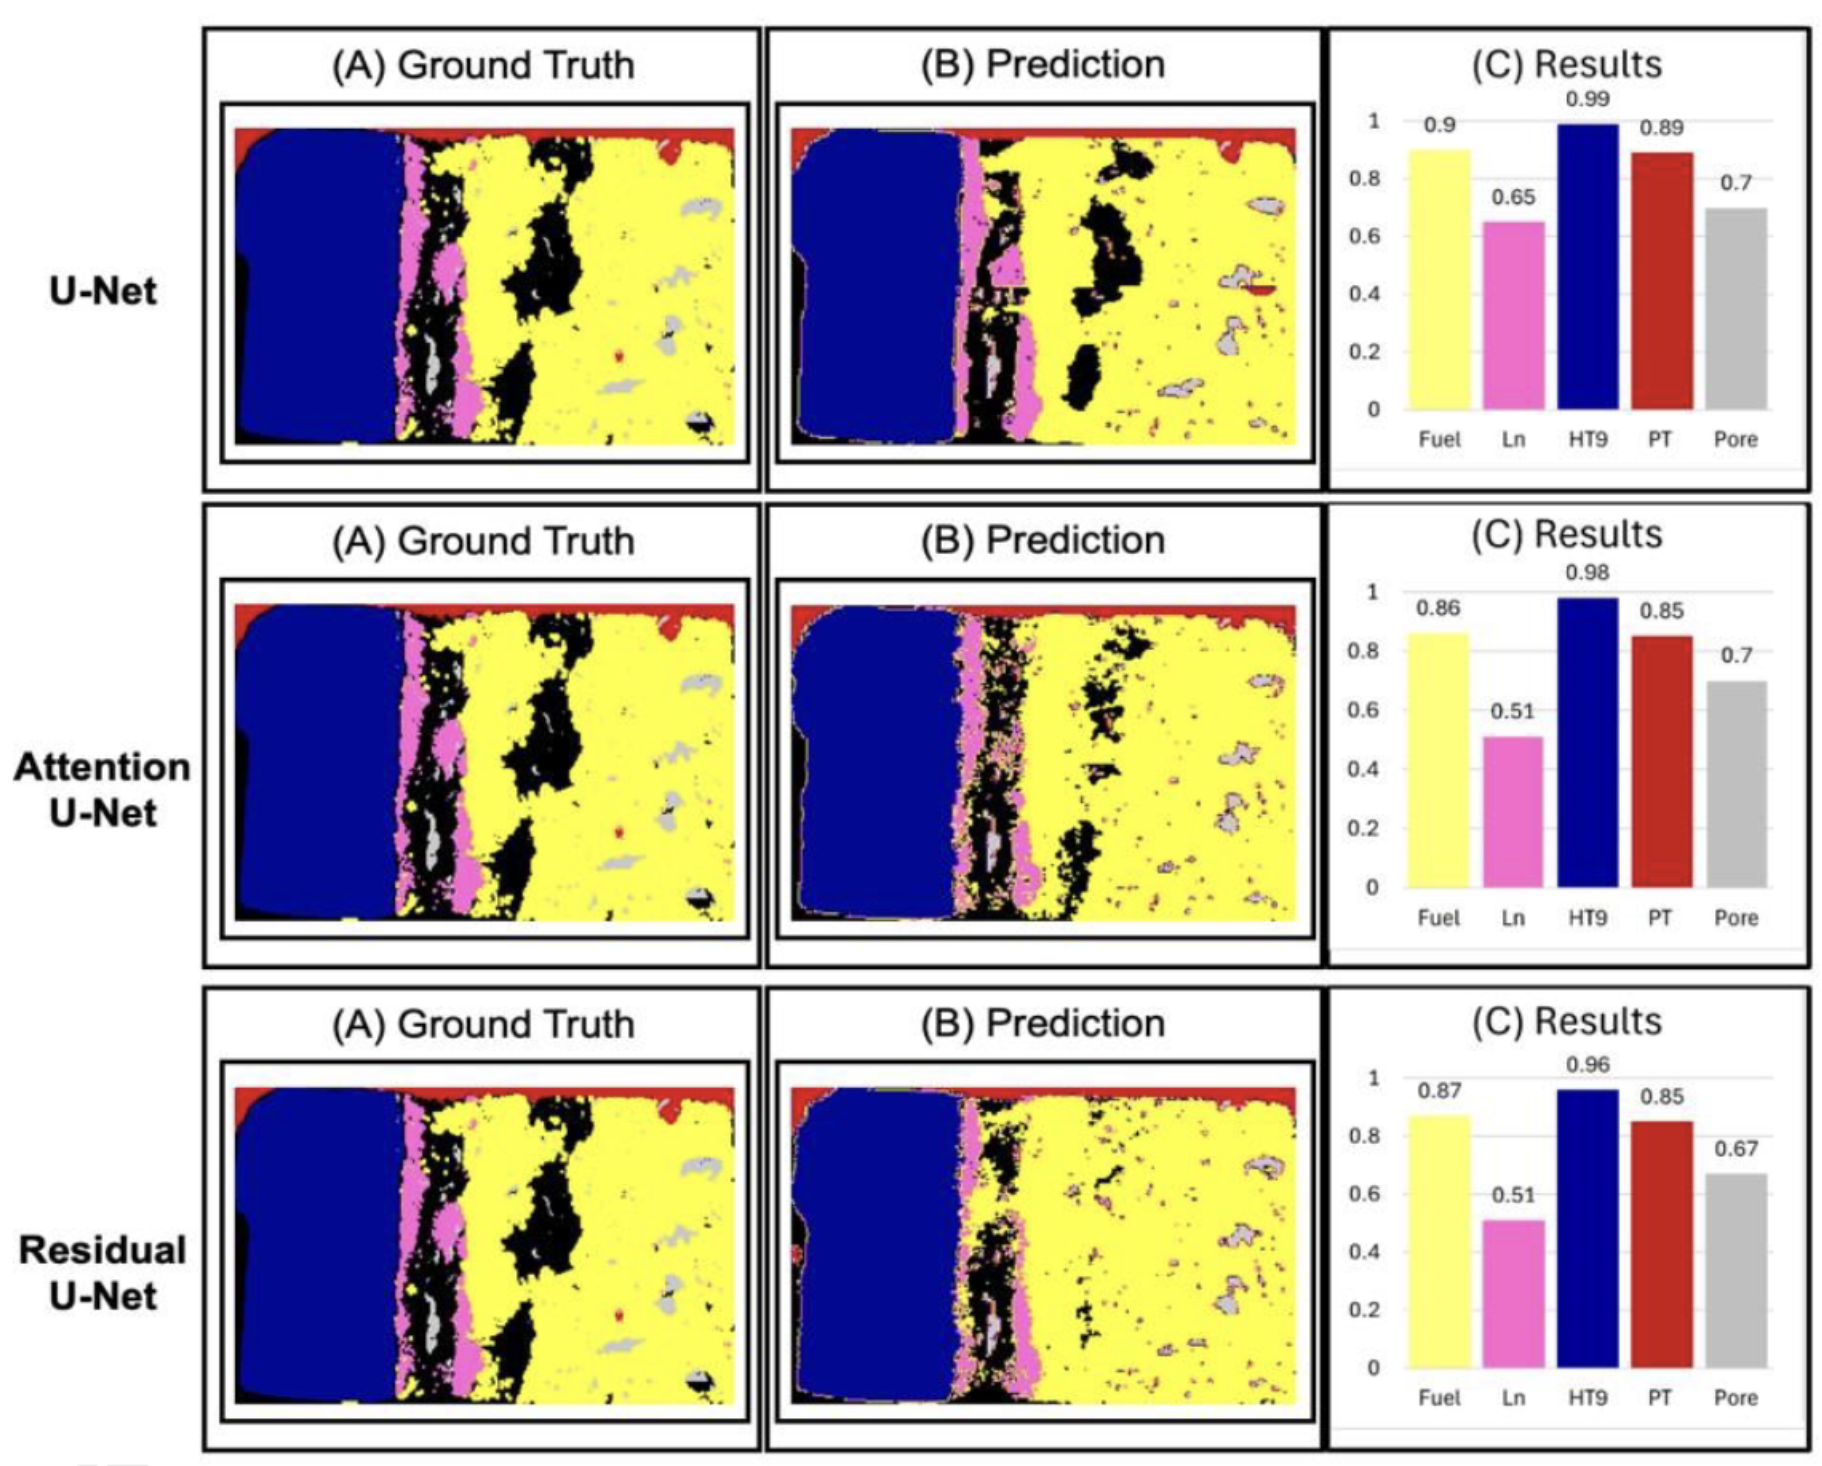 (A) Ground Truth
(B) Prediction
(C) Results
U-Net
0.9
0.65
0.99
0.89
0.7
1
0.8
0.6
0.4
0.2
0
Fuel
Ln
HT9
PT
Pore
(A) Ground Truth
(B) Prediction
(C) Results
Attention
U-Net
0.86
0.51
0.98
0.85
0.7
1
0.8
0.6
0.4
0.2
0
Fuel
Ln
HT9
PT
Pore
(A) Ground Truth
(B) Prediction
(C) Results
Residual
U-Net
0.87
0.51
0.96
0.85
0.67
1
0.8
0.6
0.4
0.2
0
Fuel
Ln
HT9
PT
Pore